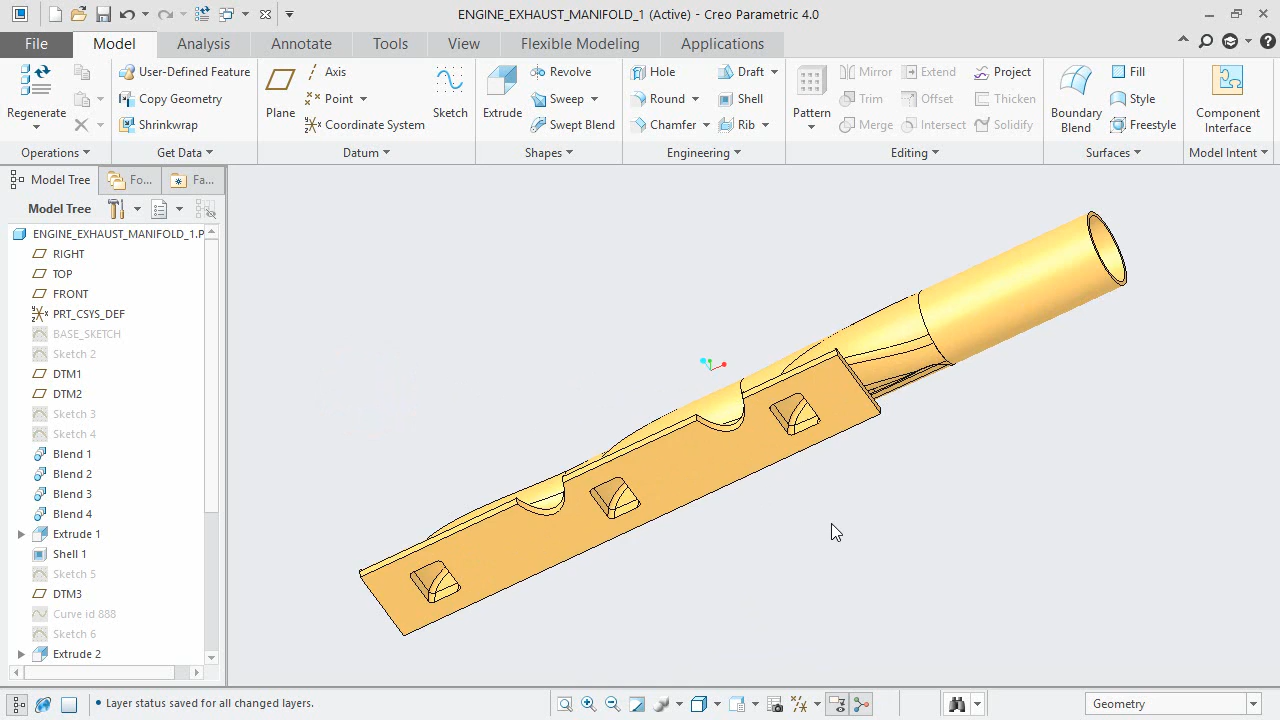 ENGINE_EXHAUST_MANIFOLD_1 (Active) - Creo Parametric 4.0
File Model Analysis Annotate Tools View Flexible Modeling Applications
Regenerate
Operations
User-Defined Feature
Copy Geometry
Shrinkwrap
Get Data
Plane
Axis
Point
Coordinate System
Sketch
Datum
Extrude
Revolve
Sweep
Swept Blend
Shapes
Hole Draft
Round Shell
Chamfer Rib
Engineering
Pattern
Mirror Extend Project
Trim Offset Thicken
Merge Intersect Solidify
Editing
Boundary
Blend
Fill
Style
Freestyle
Surfaces
Component
Interface
Model Intent
Model Tree Fo... Fa...
Model Tree
ENGINE_EXHAUST_MANIFOLD_1.P
RIGHT
TOP
FRONT
PRT_CSYS_DEF
BASE_SKETCH
Sketch 2
DTM1
DTM2
Sketch 3
Sketch 4
Blend 1
Blend 2
Blend 3
Blend 4
Extrude 1
Shell 1
Sketch 5
DTM3
Curve id 888
Sketch 6
Extrude 2
• Layer status saved for all changed layers.
Geometry